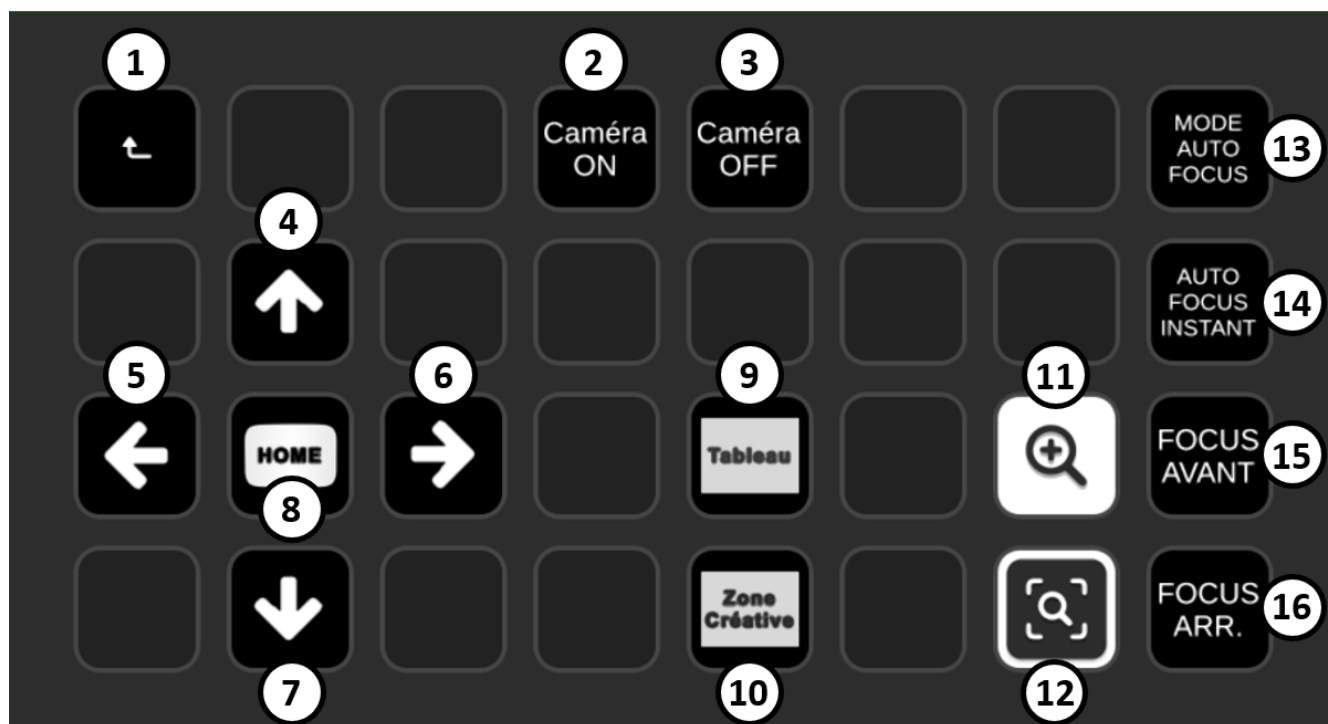 1
2
3
Caméra
ON
Caméra
OFF
MODE
AUTO
FOCUS
13
4
AUTO
FOCUS
INSTANT
14
5
6
9
11
HOME
8
Tableau
FOCUS
AVANT
15
Zone
Créative
FOCUS
ARR.
16
7
10
12